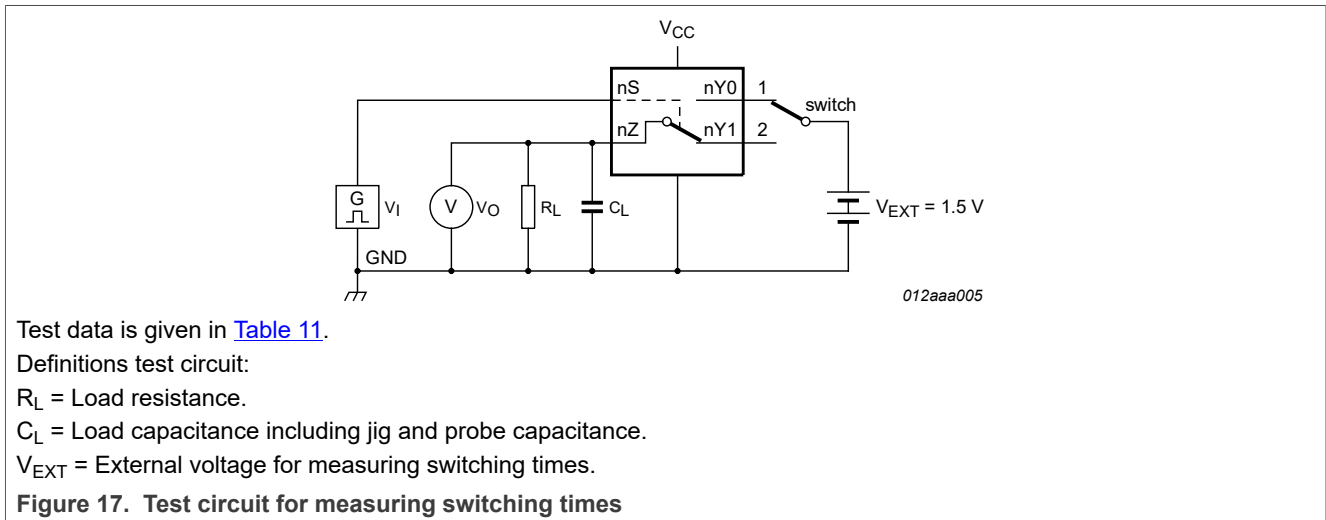 VCC
nS
nY0
1
switch
nZ
nY1
2
G
VI
V
VO
RL
CL
VEXT = 1.5 V
GND
012aaa005
Test data is given in Table 11.
Definitions test circuit:
RL = Load resistance.
CL = Load capacitance including jig and probe capacitance.
VEXT = External voltage for measuring switching times.
Figure 17. Test circuit for measuring switching times